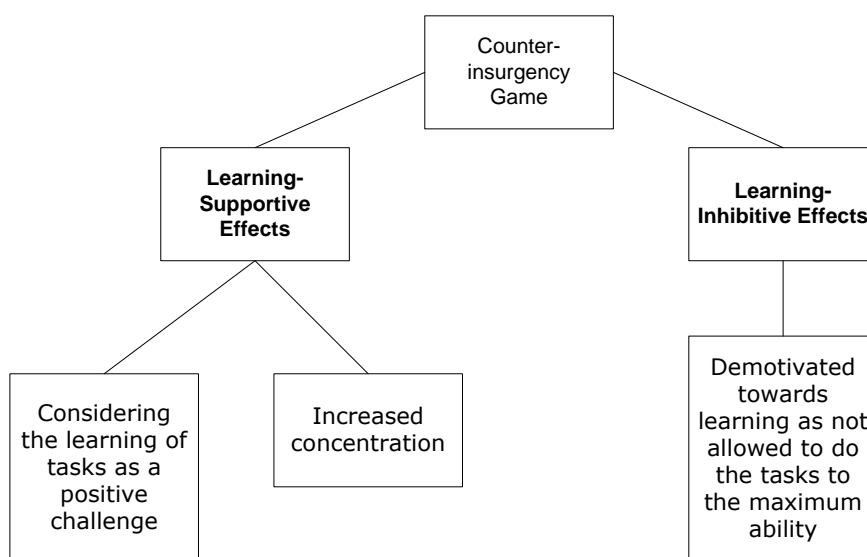 Counter-
insurgency
Game
Learning-
Supportive
Effects
Learning-
Inhibitive Effects
Considering
the learning of
tasks as a
positive
challenge
Increased
concentration
Demotivated
towards
learning as not
allowed to do
the tasks to
the maximum
ability